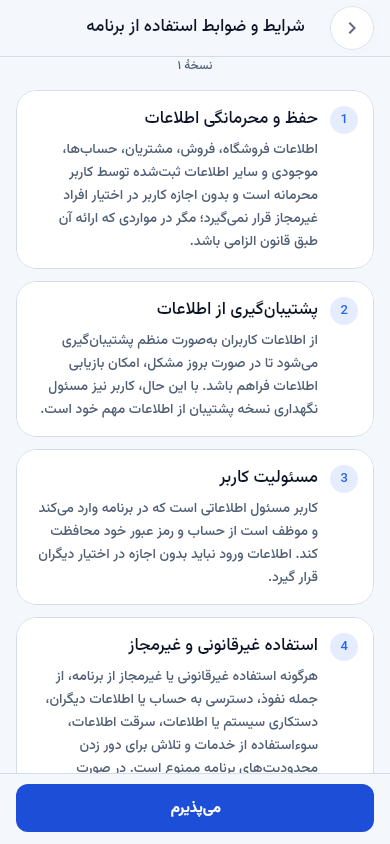 شرایط و ضوابط استفاده از برنامه
نسخهٔ ۱
1
حفظ و محرمانگی اطلاعات
اطلاعات فروشگاه، فروش، مشتریان، حساب‌ها،
موجودی و سایر اطلاعات ثبت‌شده توسط کاربر
محرمانه است و بدون اجازه کاربر در اختیار افراد
غیرمجاز قرار نمی‌گیرد؛ مگر در مواردی که ارائه آن
طبق قانون الزامی باشد.
2
پشتیبان‌گیری از اطلاعات
از اطلاعات کاربران به‌صورت منظم پشتیبان‌گیری
می‌شود تا در صورت بروز مشکل، امکان بازیابی
اطلاعات فراهم باشد. با این حال، کاربر نیز مسئول
نگهداری نسخه پشتیبان از اطلاعات مهم خود است.
3
مسئولیت کاربر
کاربر مسئول اطلاعاتی است که در برنامه وارد می‌کند
و موظف است از حساب و رمز عبور خود محافظت
کند. اطلاعات ورود نباید بدون اجازه در اختیار دیگران
قرار گیرد.
4
استفاده غیرقانونی و غیرمجاز
هرگونه استفاده غیرقانونی یا غیرمجاز از برنامه، از
جمله نفوذ، دسترسی به حساب یا اطلاعات دیگران،
دستکاری سیستم یا اطلاعات، سرقت اطلاعات،
سوءاستفاده از خدمات و تلاش برای دور زدن
محدودیت‌های برنامه ممنوع است. در صورت
می‌پذیرم